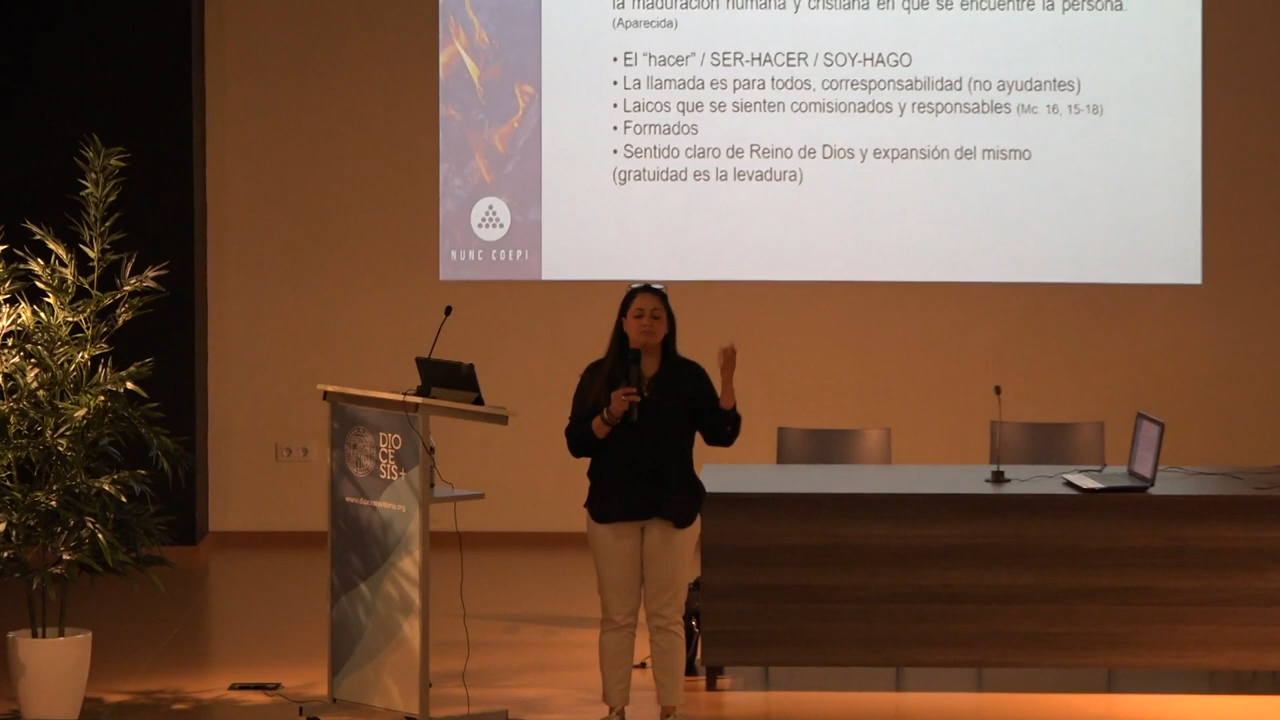 la maduración humana y cristiana en que se encuentre la persona.
(Aparecida)
• El “hacer” / SER-HACER / SOY-HAGO
• La llamada es para todos, corresponsabilidad (no ayudantes)
• Laicos que se sienten comisionados y responsables (Mc. 16, 15-18)
• Formados
• Sentido claro de Reino de Dios y expansión del mismo
(gratuidad es la levadura)
NUNC COEPI
DIO
CE
SIS+